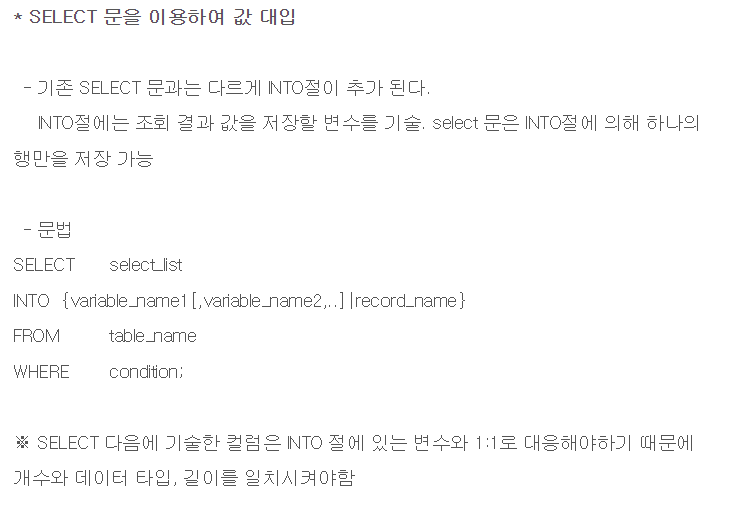 * SELECT 문을 이용하여 값 대입
- 기존 SELECT 문과는 다르게 INTO절이 추가 된다.
INTO절에는 조회 결과 값을 저장할 변수를 기술. select 문은 INTO절에 의해 하나의
행만을 저장 가능
- 문법
SELECT select_list
INTO {variable_name1[,variable_name2,..]|record_name}
FROM table_name
WHERE condition;
※ SELECT 다음에 기술한 컬럼은 INTO 절에 있는 변수와 1:1로 대응해야하기 때문에
개수와 데이터 타입, 길이를 일치시켜야함